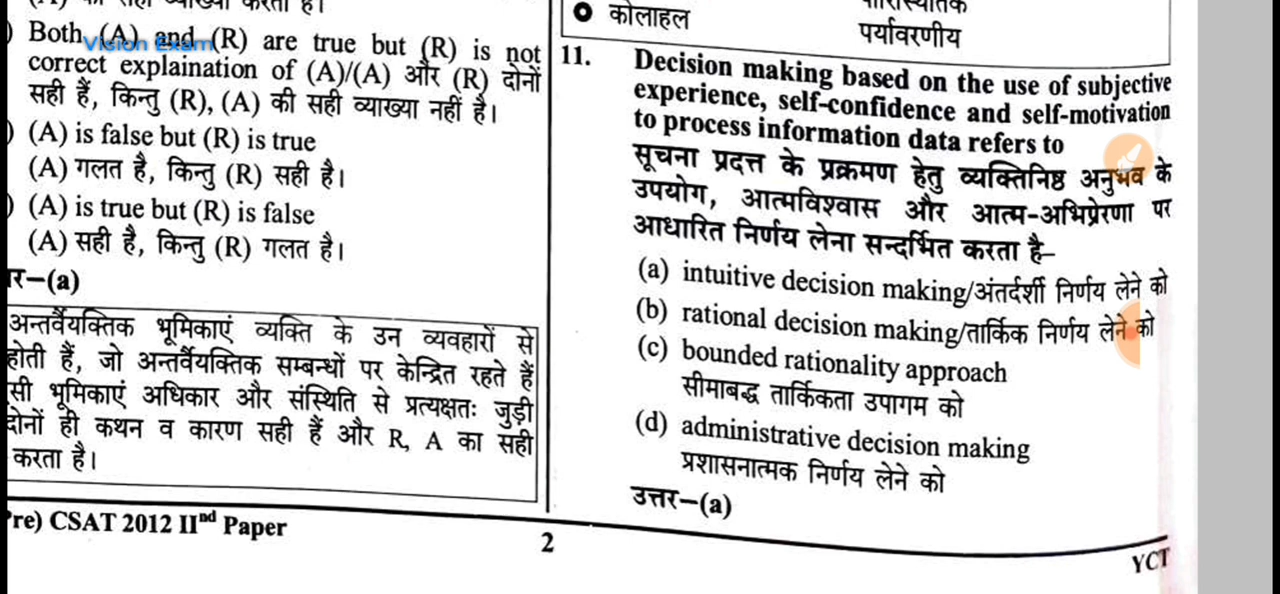 Both (A) and (R) are true but (R) is not
correct explaination of (A)/(A) और (R) दोनों
सही हैं, किन्तु (R), (A) की सही व्याख्या नहीं है।
(A) is false but (R) is true
(A) गलत है, किन्तु (R) सही है।
(A) is true but (R) is false
(A) सही है, किन्तु (R) गलत है।
र–(a)
अन्तर्वैयक्तिक भूमिकाएं व्यक्ति के उन व्यवहारों से
होती हैं, जो अन्तर्वैयक्तिक सम्बन्धों पर केन्द्रित रहते हैं
सी भूमिकाएं अधिकार और संस्थिति से प्रत्यक्षतः जुड़ी
दोनों ही कथन व कारण सही हैं और R, A का सही
करता है।
re) CSAT 2012 IInd Paper
Vision Exam
कोलाहल
पर्यावरणीय
11. Decision making based on the use of subjective
experience, self-confidence and self-motivation
to process information data refers to
सूचना प्रदत्त के प्रक्रमण हेतु व्यक्तिनिष्ठ अनुभव के
उपयोग, आत्मविश्वास और आत्म-अभिप्रेरणा पर
आधारित निर्णय लेना सन्दर्भित करता है–
(a) intuitive decision making/अंतर्दर्शी निर्णय लेने को
(b) rational decision making/तार्किक निर्णय लेने को
(c) bounded rationality approach
सीमाबद्ध तार्किकता उपागम को
(d) administrative decision making
प्रशासनात्मक निर्णय लेने को
उत्तर–(a)
2
YCT